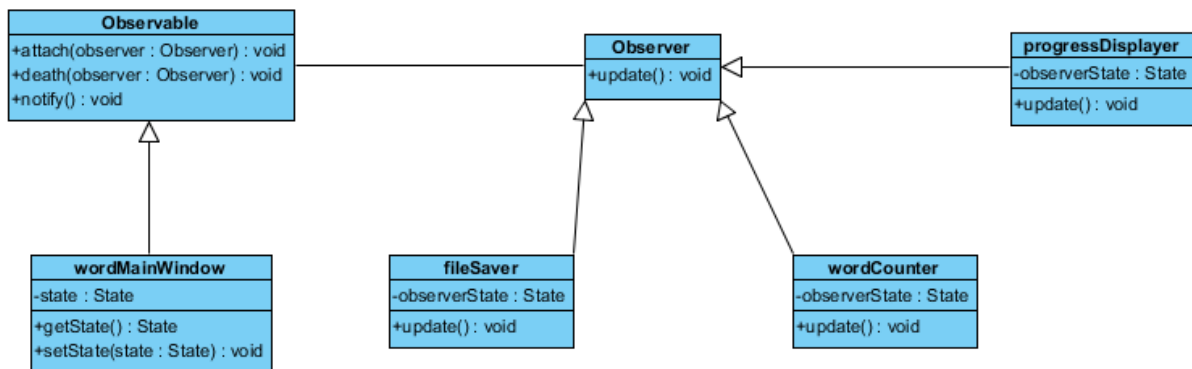 Observable
+attach(observer : Observer) : void
+death(observer : Observer) : void
+notify() : void
Observer
+update() : void
progressDisplayer
-observerState : State
+update() : void
wordMainWindow
-state : State
+getState() : State
+setState(state : State) : void
fileSaver
-observerState : State
+update() : void
wordCounter
-observerState : State
+update() : void